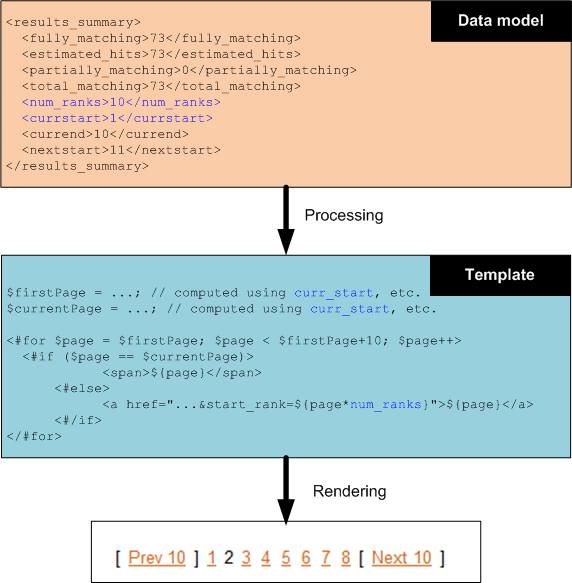 Data model
<results_summary>
<fully_matching>73</fully_matching>
<estimated_hits>73</estimated_hits>
<partially_matching>0</partially_matching>
<total_matching>73</total_matching>
<num_ranks>10</num_ranks>
<currstart>1</currstart>
<currend>10</currend>
<nextstart>11</nextstart>
</results_summary>
Processing
Template
$firstPage = ...; // computed using curr_start, etc.
$currentPage = ...; // computed using curr_start, etc.
<#for $page = $firstPage; $page < $firstPage+10; $page++>
<#if ($page == $currentPage)>
<span>${page}</span>
<#else>
<a href="...&start_rank=${page*num_ranks}">${page}</a>
<#/if>
</#for>
Rendering
[ Prev 10 ] 1 2 3 4 5 6 7 8 [ Next 10 ]